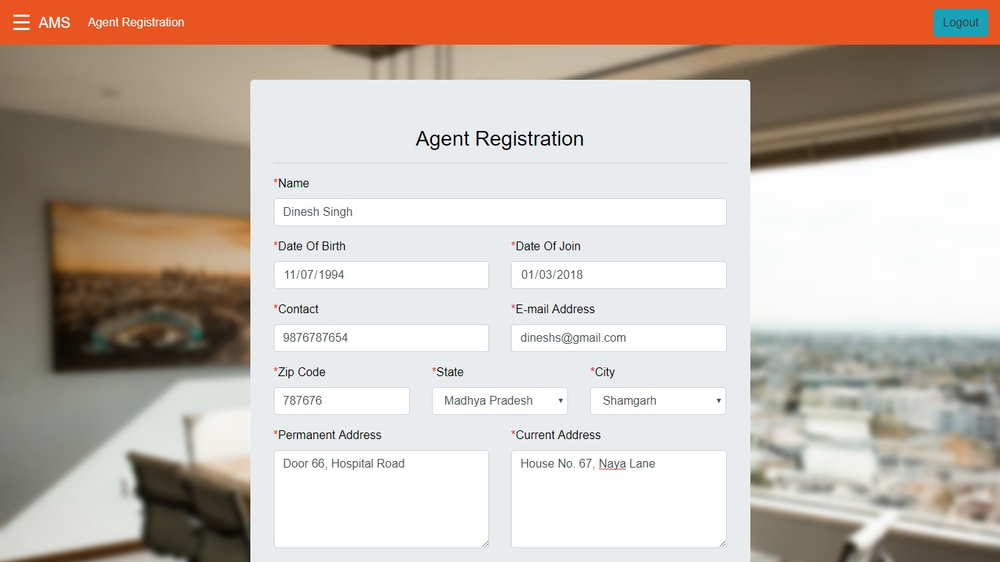 ☰ AMS Agent Registration Logout
Agent Registration
*Name
Dinesh Singh
*Date Of Birth *Date Of Join
11/07/1994 01/03/2018
*Contact *E-mail Address
9876787654 dineshs@gmail.com
*Zip Code *State *City
787676 Madhya Pradesh Shamgarh
*Permanent Address *Current Address
Door 66, Hospital Road House No. 67, Naya Lane